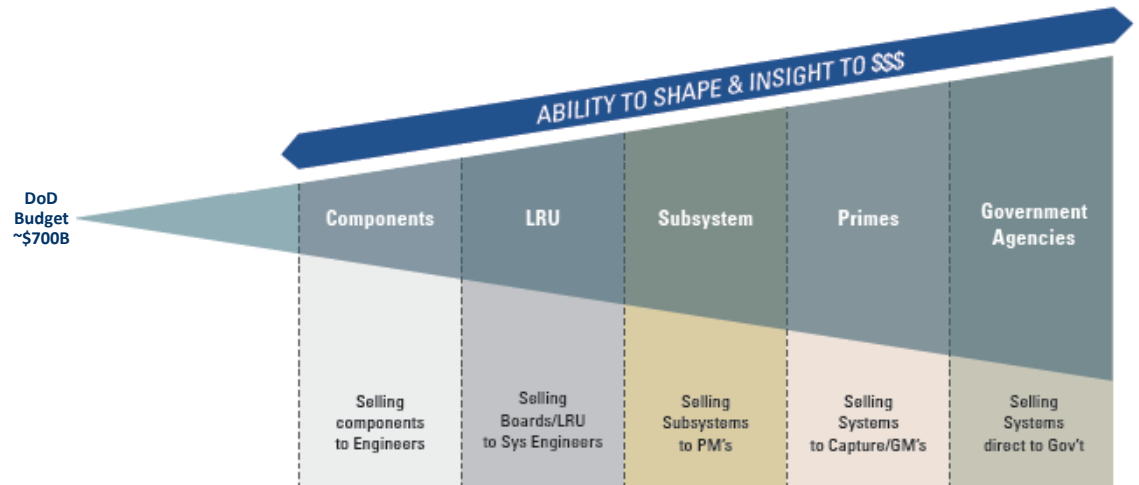 ABILITY TO SHAPE & INSIGHT TO $$$
DoD
Budget
~$700B
Components
LRU
Subsystem
Primes
Government
Agencies
Selling
components
to Engineers
Selling
Boards/LRU
to Sys Engineers
Selling
Subsystems
to PM's
Selling
Systems
to Capture/GM's
Selling
Systems
direct to Gov't